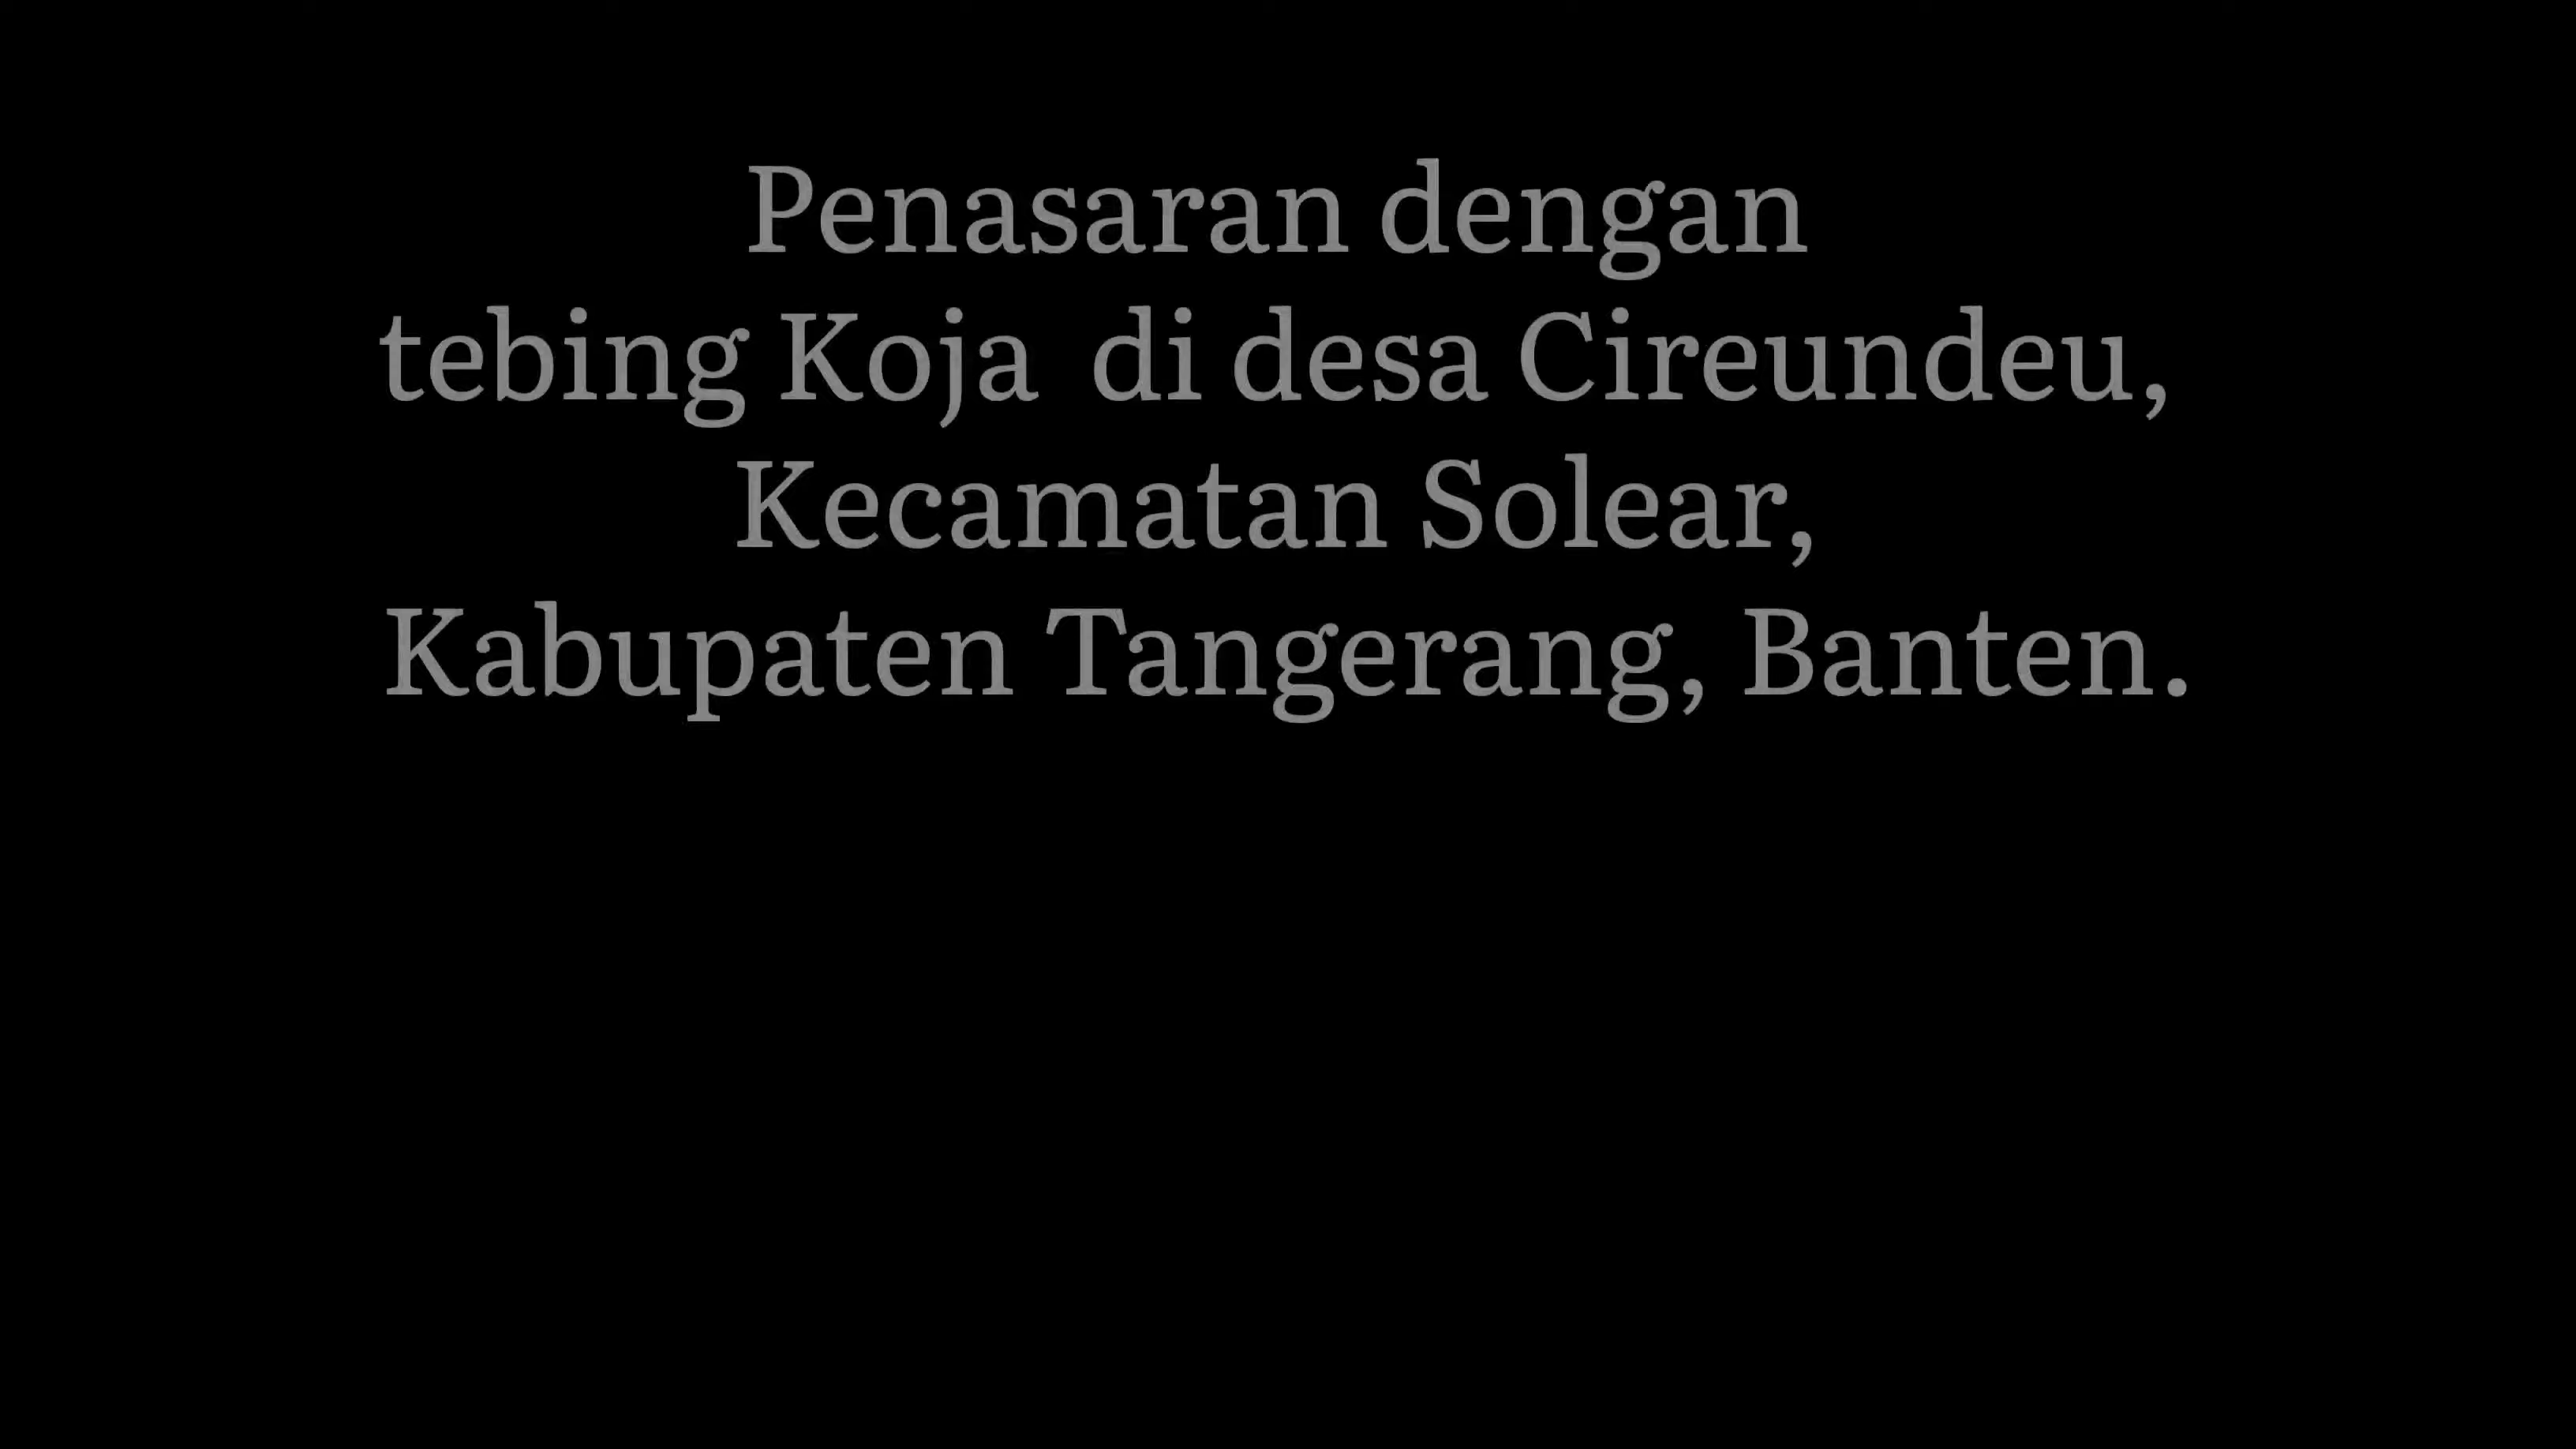 Penasaran dengan
tebing Koja  di desa Cireundeu,
Kecamatan Solear,
Kabupaten Tangerang, Banten.